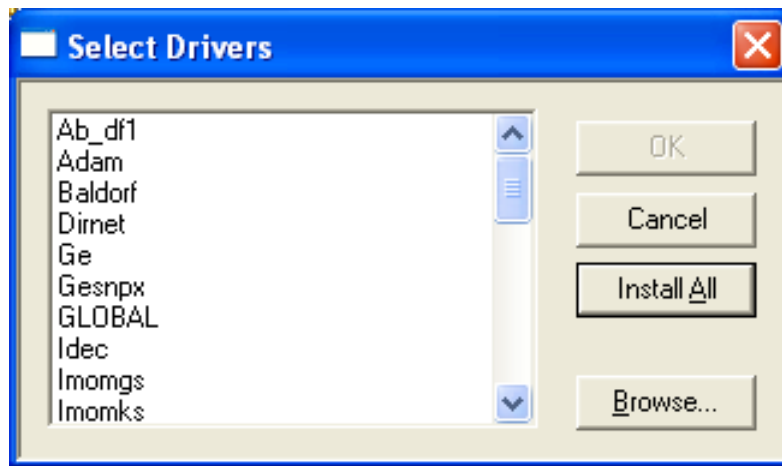 Select Drivers
Ab_df1
Adam
Baldorf
Dirnet
Ge
Gesnpx
GLOBAL
Idec
Imomgs
Imomks
OK
Cancel
Install All
Browse...